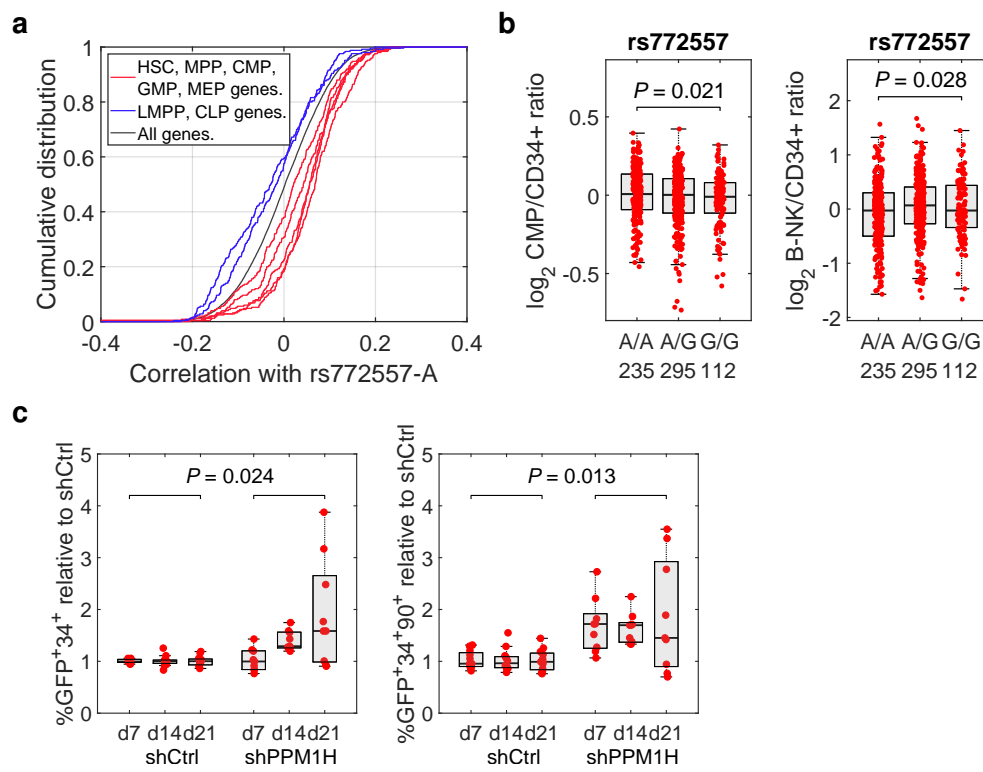 a
1
0.8
0.6
0.4
0.2
0
Cumulative distribution
HSC, MPP, CMP,
GMP, MEP genes.
LMPP, CLP genes.
All genes.
-0.4 -0.2 0 0.2 0.4
Correlation with rs772557-A
b
rs772557
P = 0.021
0.5
0
-0.5
log2 CMP/CD34+ ratio
A/A A/G G/G
235 295 112
rs772557
P = 0.028
2
1
0
-1
-2
log2 B-NK/CD34+ ratio
A/A A/G G/G
235 295 112
c
5
4
3
2
1
0
%GFP+34+ relative to shCtrl
P = 0.024
d7 d14 d21 d7 d14 d21
shCtrl shPPM1H
5
4
3
2
1
0
%GFP+34+90+ relative to shCtrl
P = 0.013
d7 d14 d21 d7 d14 d21
shCtrl shPPM1H